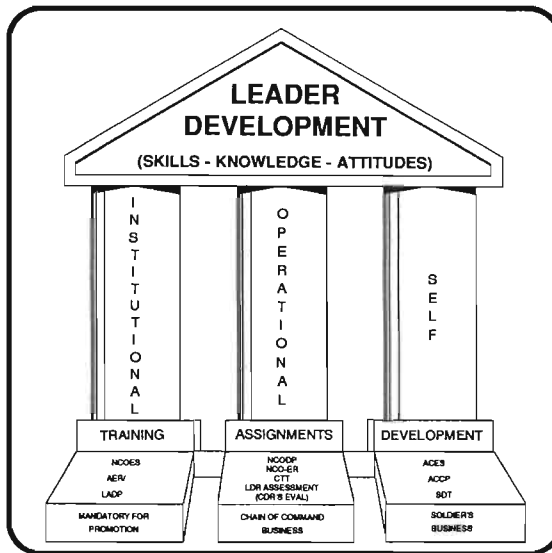 LEADER
DEVELOPMENT
(SKILLS - KNOWLEDGE - ATTITUDES)
INSTITUTIONAL
OPERATIONAL
SELF
TRAINING
NCOES
AERV
LADP
MANDATORY FOR
PROMOTION
ASSIGNMENTS
NCODP
NCO-ER
CTT
LDR ASSESSMENT
(CDR'S EVAL)
CHAIN OF COMMAND
BUSINESS
DEVELOPMENT
ACES
ACCP
SDT
SOLDIER'S
BUSINESS